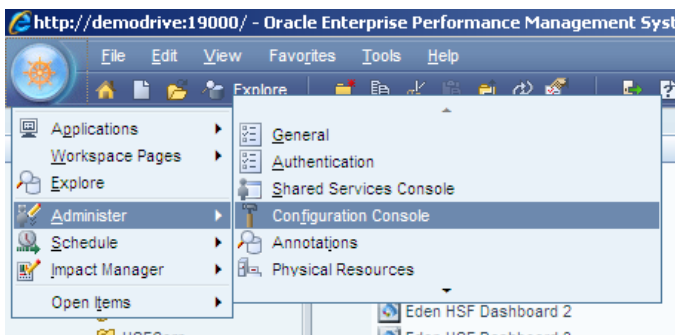 http://demodrive:19000/ - Oracle Enterprise Performance Management Syst
File Edit View Favorites Tools Help
Explore
Applications
Workspace Pages
Explore
Administer
Schedule
Impact Manager
Open Items
General
Authentication
Shared Services Console
Configuration Console
Annotations
Physical Resources
Eden HSF Dashboard 2